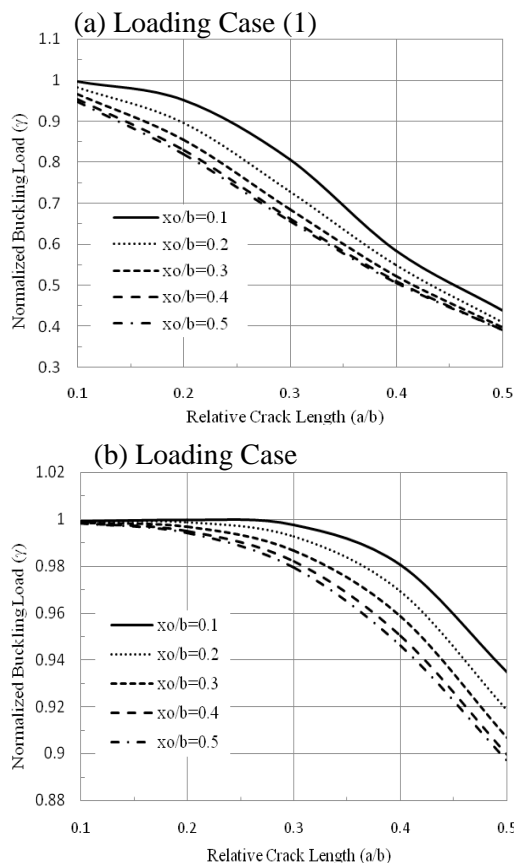 (a) Loading Case (1)
1.1
1
0.9
0.8
0.7
0.6
0.5
0.4
0.3
Normalized Buckling Load (γ)
xo/b=0.1
xo/b=0.2
xo/b=0.3
xo/b=0.4
xo/b=0.5
0.1 0.2 0.3 0.4 0.5
Relative Crack Length (a/b)
(b) Loading Case
1.02
1
0.98
0.96
0.94
0.92
0.9
0.88
Normalized Buckling Load (γ)
xo/b=0.1
xo/b=0.2
xo/b=0.3
xo/b=0.4
xo/b=0.5
0.1 0.2 0.3 0.4 0.5
Relative Crack Length (a/b)